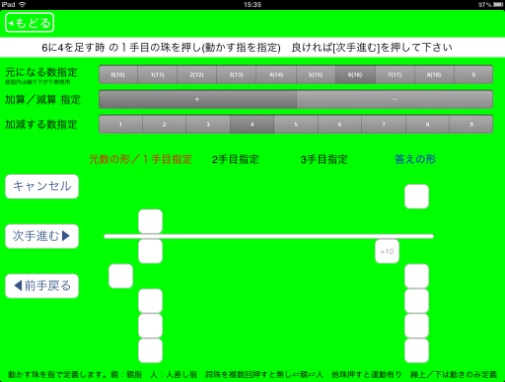 iPad 15:35 97%
◀もどる
6に4を足す時 の１手目の珠を押し(動かす指を指定) 良ければ[次手進む]を押して下さい
元になる数指定 0(10) 1(11) 2(12) 3(13) 4(14) 5(15) 6(16) 7(17) 8(18) 9
加算／減算 指定 + −
加減する数指定 1 2 3 4 5 6 7 8 9
元数の形／１手目指定 2手目指定 3手目指定 答えの形
キャンセル
次手進む▶
+10
◀前手戻る
動かす珠を指で定義します。親：親指 人：人差し指 同珠を複数回押すと無し⇄親⇄人 他珠押すと連動有り 繰上／下は動きのみ定義